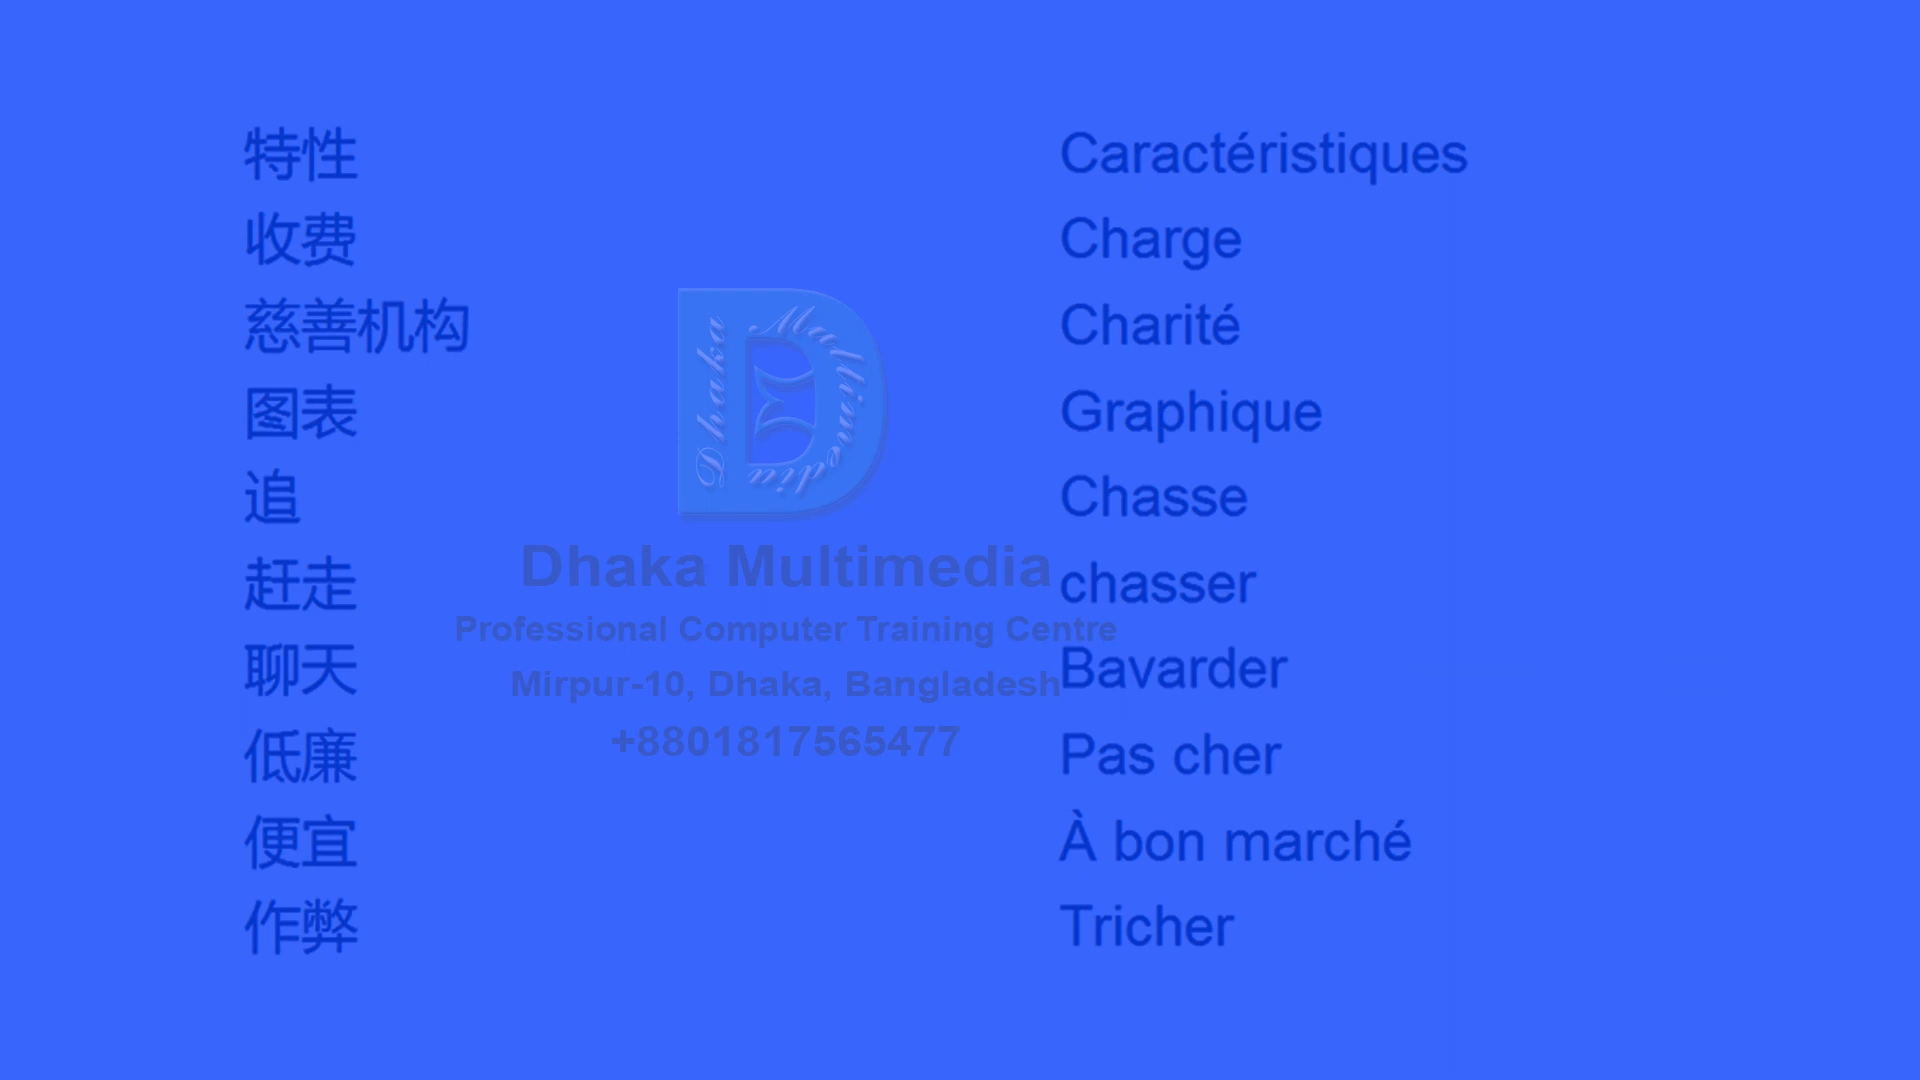 特性 Caractéristiques
收费 Charge
慈善机构 Charité
图表 Graphique
追 Chasse
赶走 chasser
聊天 Bavarder
低廉 Pas cher
便宜 À bon marché
作弊 Tricher
Dhaka Multimedia
Dhaka Multimedia
Professional Computer Training Centre
Mirpur-10, Dhaka, Bangladesh
+8801817565477